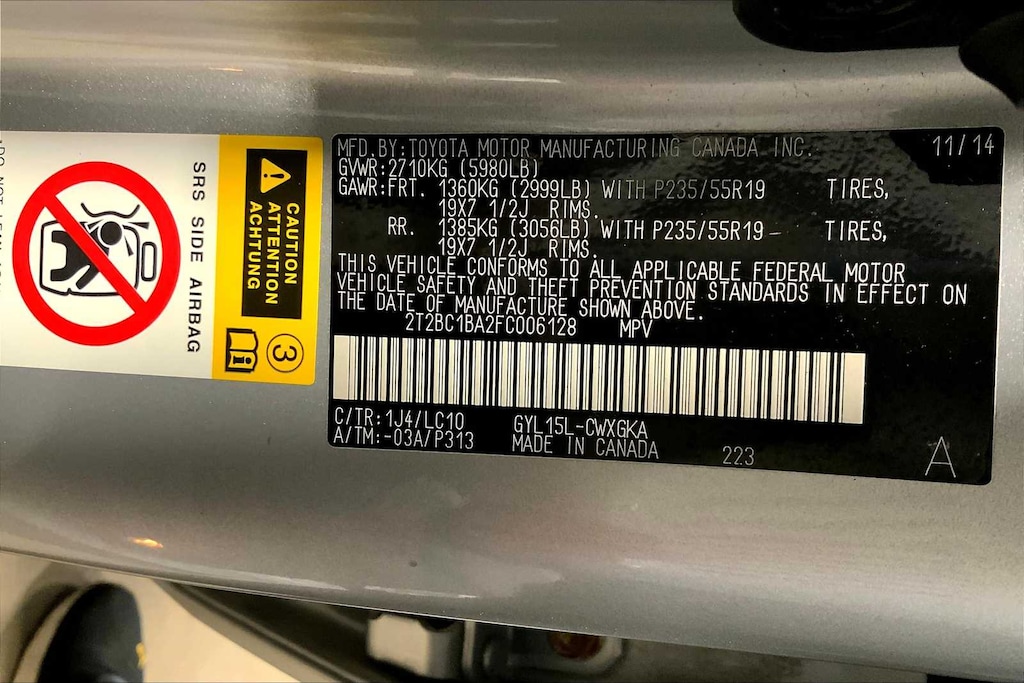 SRS SIDE AIRBAG
CAUTION
ATTENTION
ACHTUNG
3
MFD.BY:TOYOTA MOTOR MANUFACTURING CANADA INC. 11/14
GVWR:2710KG (5980LB)
GAWR:FRT. 1360KG (2999LB) WITH P235/55R19 TIRES,
19X7 1/2J RIMS.
RR. 1385KG (3056LB) WITH P235/55R19 TIRES,
19X7 1/2J RIMS.
THIS VEHICLE CONFORMS TO ALL APPLICABLE FEDERAL MOTOR
VEHICLE SAFETY AND THEFT PREVENTION STANDARDS IN EFFECT ON
THE DATE OF MANUFACTURE SHOWN ABOVE.
2T2BC1BA2FC006128 MPV
C/TR:1J4/LC10 GYL15L-CWXGKA
A/TM:-03A/P313 MADE IN CANADA 223
A